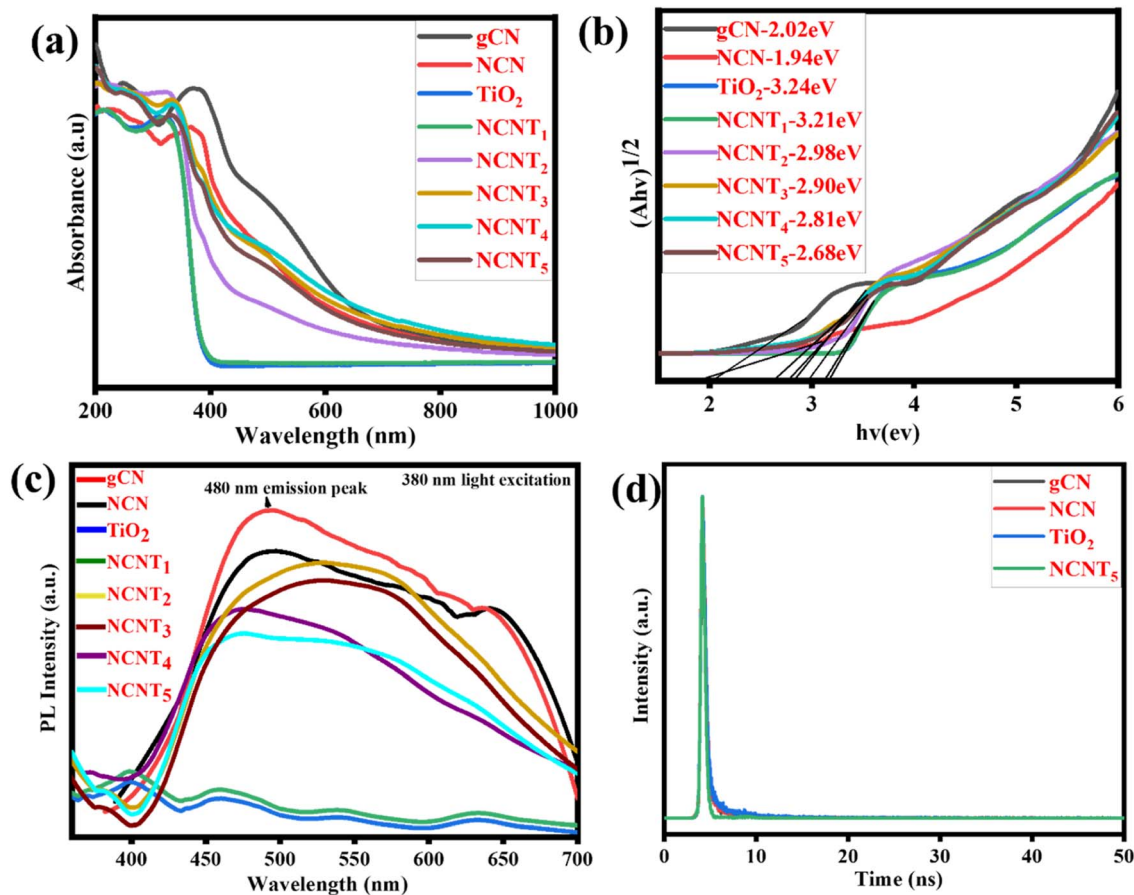 (a)
gCN
NCN
TiO₂
NCNT₁
NCNT₂
NCNT₃
NCNT₄
NCNT₅
Absorbance (a.u)
200 400 600 800 1000
Wavelength (nm)
(b)
gCN-2.02eV
NCN-1.94eV
TiO₂-3.24eV
NCNT₁-3.21eV
NCNT₂-2.98eV
NCNT₃-2.90eV
NCNT₄-2.81eV
NCNT₅-2.68eV
(Ahv)^1/2
2 3 4 5 6
hv(ev)
(c)
480 nm emission peak
380 nm light excitation
gCN
NCN
TiO₂
NCNT₁
NCNT₂
NCNT₃
NCNT₄
NCNT₅
PL Intensity (a.u.)
400 450 500 550 600 650 700
Wavelength (nm)
(d)
gCN
NCN
TiO₂
NCNT₅
Intensity (a.u.)
0 10 20 30 40 50
Time (ns)